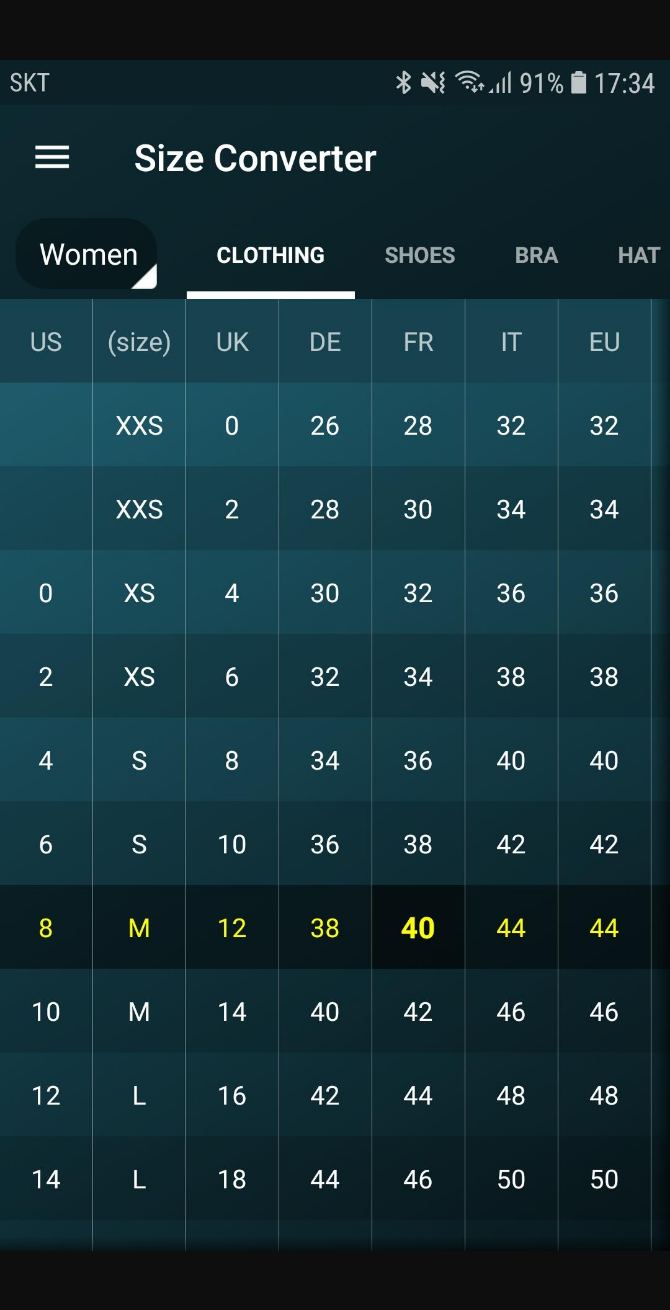 SKT 91% 17:34
Size Converter
Women CLOTHING SHOES BRA HAT
US (size) UK DE FR IT EU
XXS 0 26 28 32 32
XXS 2 28 30 34 34
0 XS 4 30 32 36 36
2 XS 6 32 34 38 38
4 S 8 34 36 40 40
6 S 10 36 38 42 42
8 M 12 38 40 44 44
10 M 14 40 42 46 46
12 L 16 42 44 48 48
14 L 18 44 46 50 50